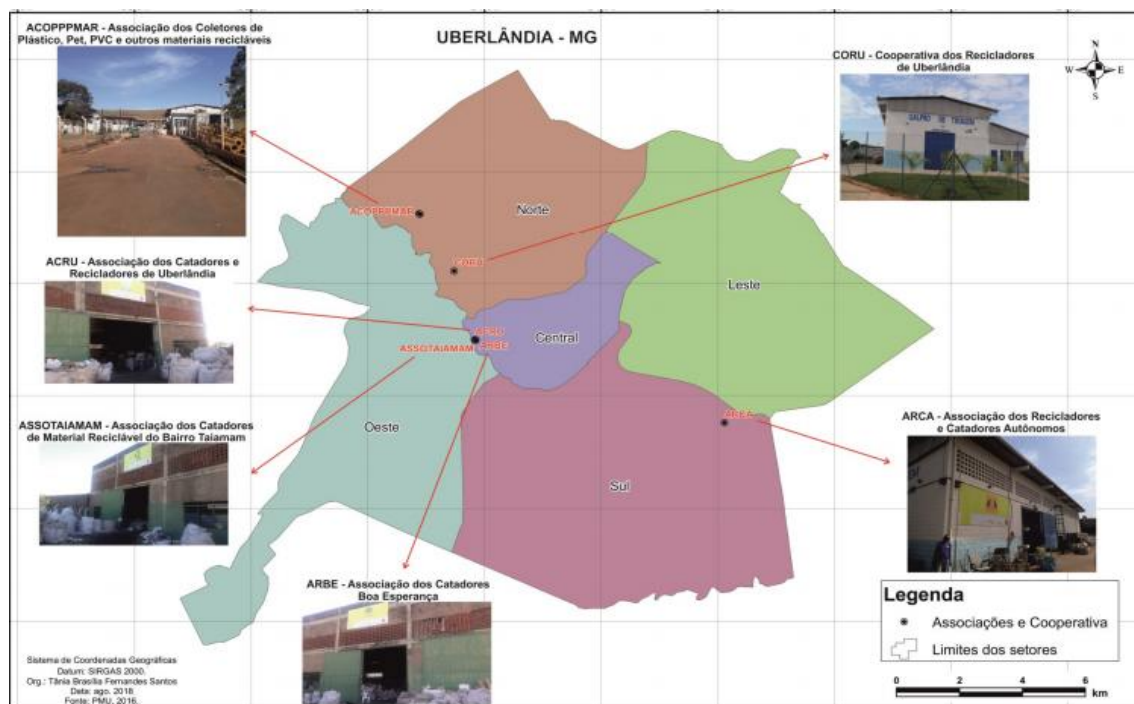 UBERLÂNDIA - MG
ACOPPPMAR - Associação dos Coletores de
Plástico, Pet, PVC e outros materiais recicláveis
CORU - Cooperativa dos Recicladores
de Uberlândia
N
W
E
S
ACOPPPMAR
Norte
CORU
ACRU - Associação dos Catadores e
Recicladores de Uberlândia
Leste
ACRU
ARBE
ASSOTAIAMAM
Central
ASSOTAIAMAM - Associação dos Catadores
de Material Reciclável do Bairro Taiamam
Oeste
ARCA
ARCA - Associação dos Recicladores
e Catadores Autônomos
Sul
GALPÃO DE TRIAGEM
ARBE - Associação dos Catadores
Boa Esperança
Legenda
Associações e Cooperativa
Limites dos setores
0 2 4 6
km
Sistema de Coordenadas Geográficas
Datum: SIRGAS 2000.
Org.: Tânia Brasília Fernandes Santos
Data: ago. 2018
Fonte: PMU, 2016.